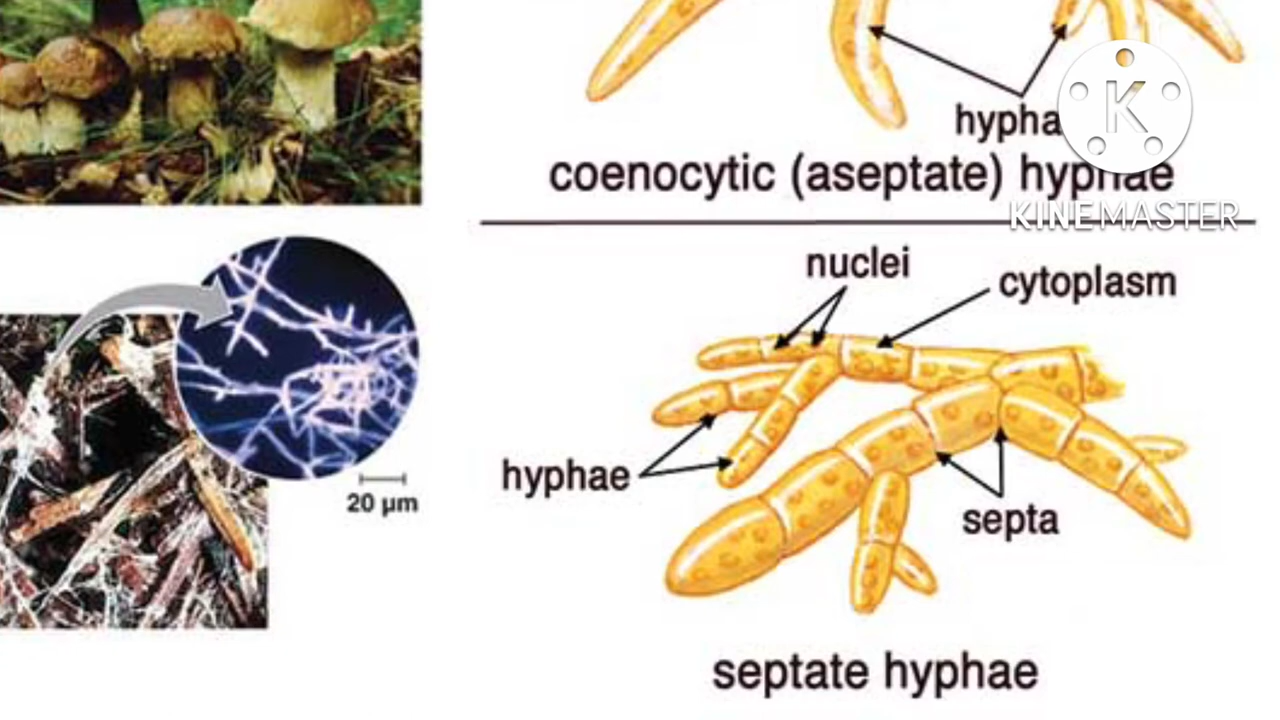 hypha
coenocytic (aseptate) hyphae
K
KINEMASTER
nuclei
cytoplasm
hyphae
20 µm
septa
septate hyphae